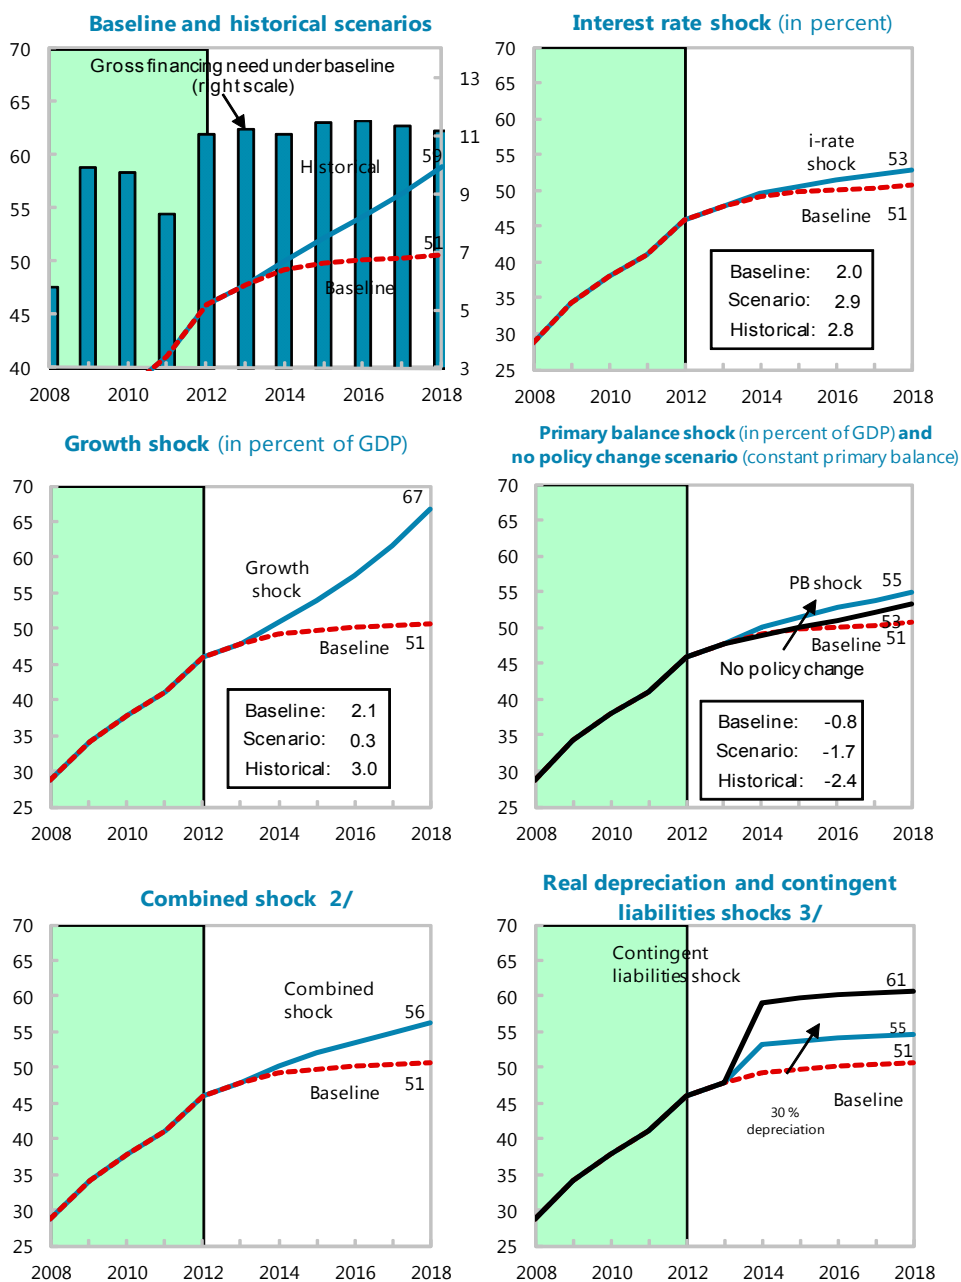 Baseline and historical scenarios
70
65
60
55
50
45
40
13
11
9
7
5
3
Gross financing need under baseline
(right scale)
Historical
59
51
Baseline
2008 2010 2012 2014 2016 2018
Interest rate shock (in percent)
70
65
60
55
50
45
40
35
30
25
i-rate
shock
53
Baseline
51
Baseline: 2.0
Scenario: 2.9
Historical: 2.8
2008 2010 2012 2014 2016 2018
Growth shock (in percent of GDP)
70
65
60
55
50
45
40
35
30
25
67
Growth
shock
Baseline
51
Baseline: 2.1
Scenario: 0.3
Historical: 3.0
2008 2010 2012 2014 2016 2018
Primary balance shock (in percent of GDP) and
no policy change scenario (constant primary balance)
70
65
60
55
50
45
40
35
30
25
PB shock
55
53
Baseline
51
No policy change
Baseline: -0.8
Scenario: -1.7
Historical: -2.4
2008 2010 2012 2014 2016 2018
Combined shock 2/
70
65
60
55
50
45
40
35
30
25
Combined
shock
56
Baseline
51
2008 2010 2012 2014 2016 2018
Real depreciation and contingent
liabilities shocks 3/
70
65
60
55
50
45
40
35
30
25
Contingent
liabilities shock
61
55
51
Baseline
30 %
depreciation
2008 2010 2012 2014 2016 2018